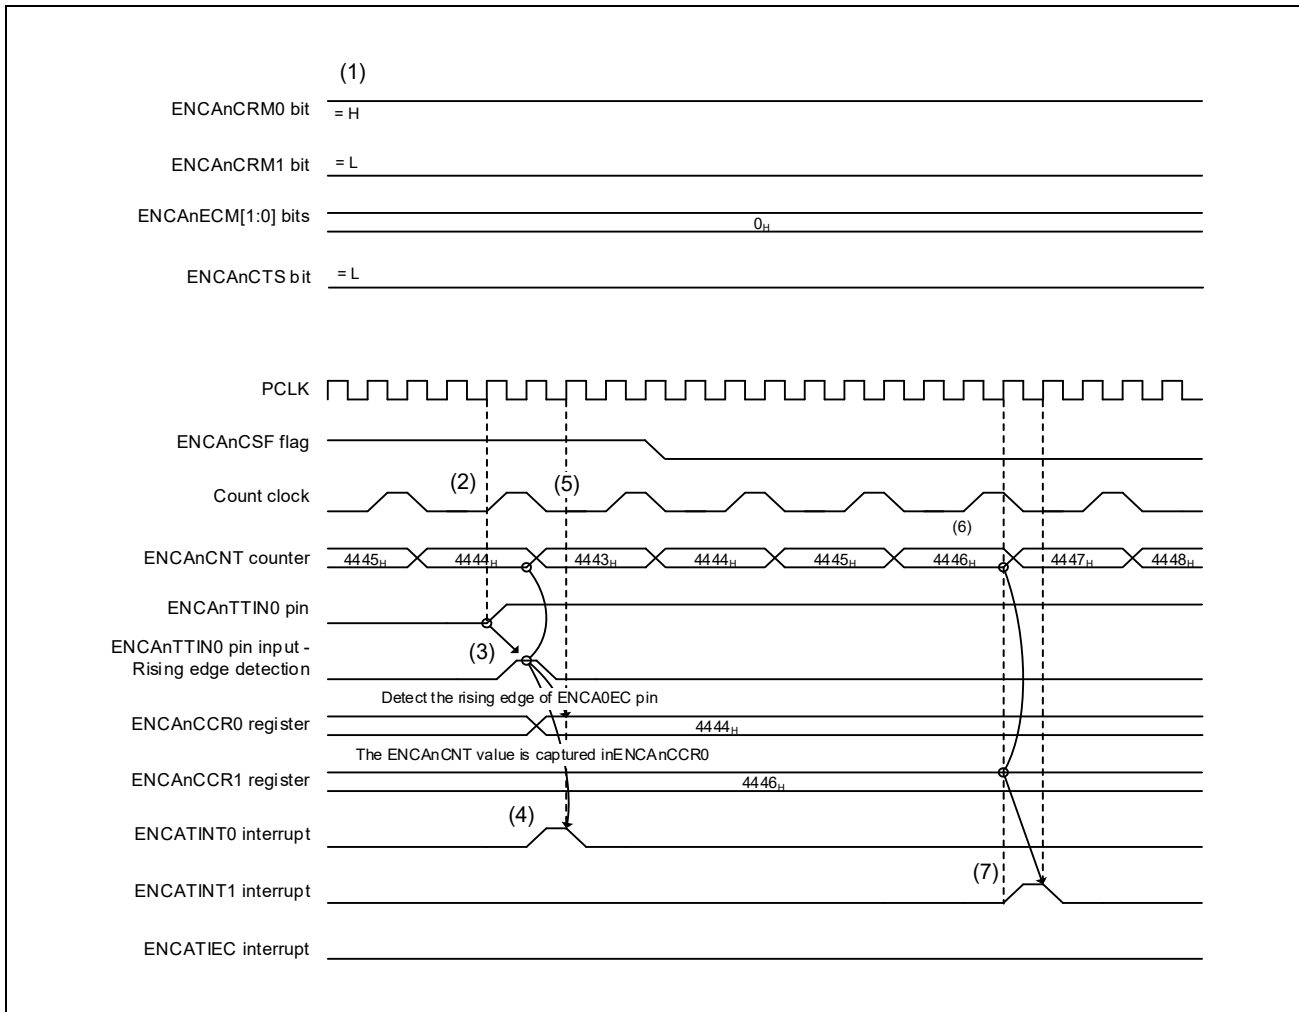 (1)
ENCAnCRM0 bit
= H
ENCAnCRM1 bit
= L
ENCAnECM[1:0] bits
0H
ENCAnCTS bit
= L
PCLK
ENCAnCSF flag
(2)
(5)
Count clock
(6)
ENCAnCNT counter
4445H 4444H 4443H 4444H 4445H 4446H 4447H 4448H
ENCAnTTIN0 pin
ENCAnTTIN0 pin input -
Rising edge detection
(3)
Detect the rising edge of ENCA0EC pin
ENCAnCCR0 register
4444H
The ENCAnCNT value is captured inENCAnCCR0
ENCAnCCR1 register
4446H
(4)
ENCATINT0 interrupt
(7)
ENCATINT1 interrupt
ENCATIEC interrupt